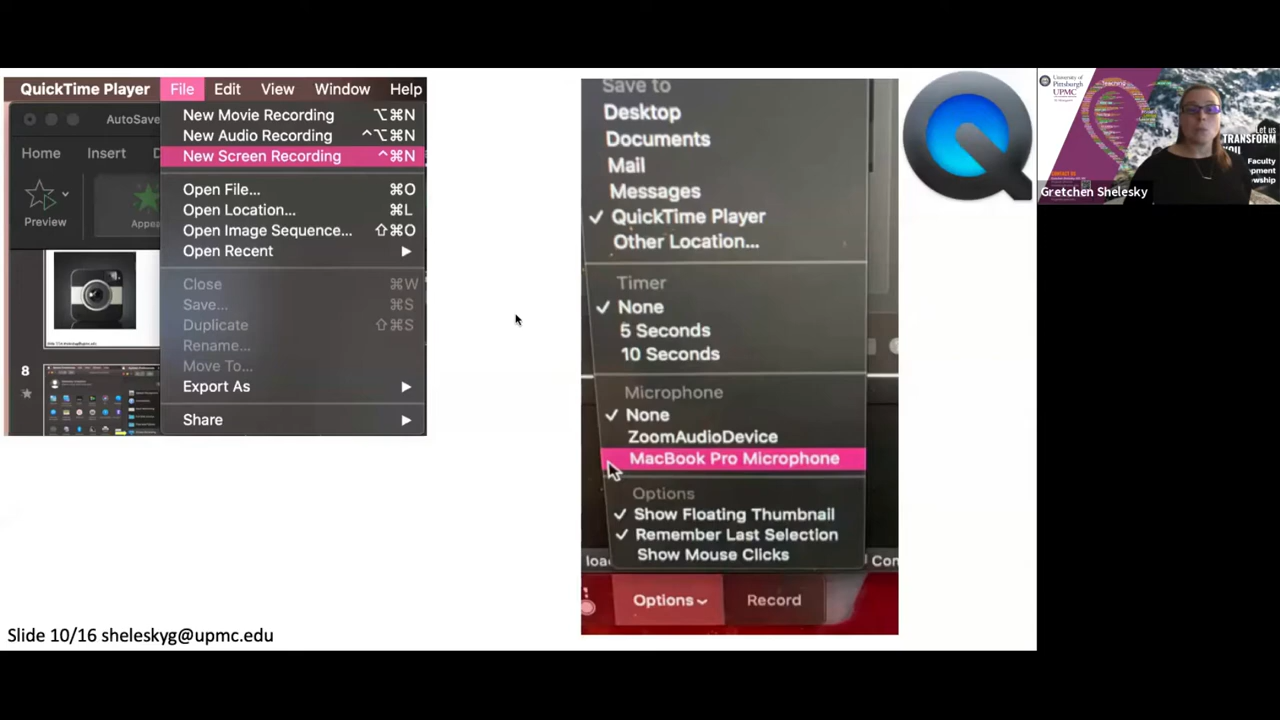 QuickTime Player File Edit View Window Help
AutoSave
Home Insert
Preview
New Movie Recording ⌥⌘N
New Audio Recording ^⌥⌘N
New Screen Recording ^⌘N
Open File... ⌘O
Open Location... ⌘L
Open Image Sequence... ⇧⌘O
Open Recent
Close ⌘W
Save... ⌘S
Duplicate ⇧⌘S
Rename...
Move To...
Export As
Share
8
Save to
Desktop
Documents
Mail
Messages
✓ QuickTime Player
Other Location...
Timer
✓ None
5 Seconds
10 Seconds
Microphone
✓ None
ZoomAudioDevice
MacBook Pro Microphone
Options
✓ Show Floating Thumbnail
✓ Remember Last Selection
Show Mouse Clicks
Options Record
Slide 10/16 sheleskyg@upmc.edu
University of
Pittsburgh
UPMC
Teaching
CONTACT US
TRANSFORM
Faculty
Gretchen Shelesky